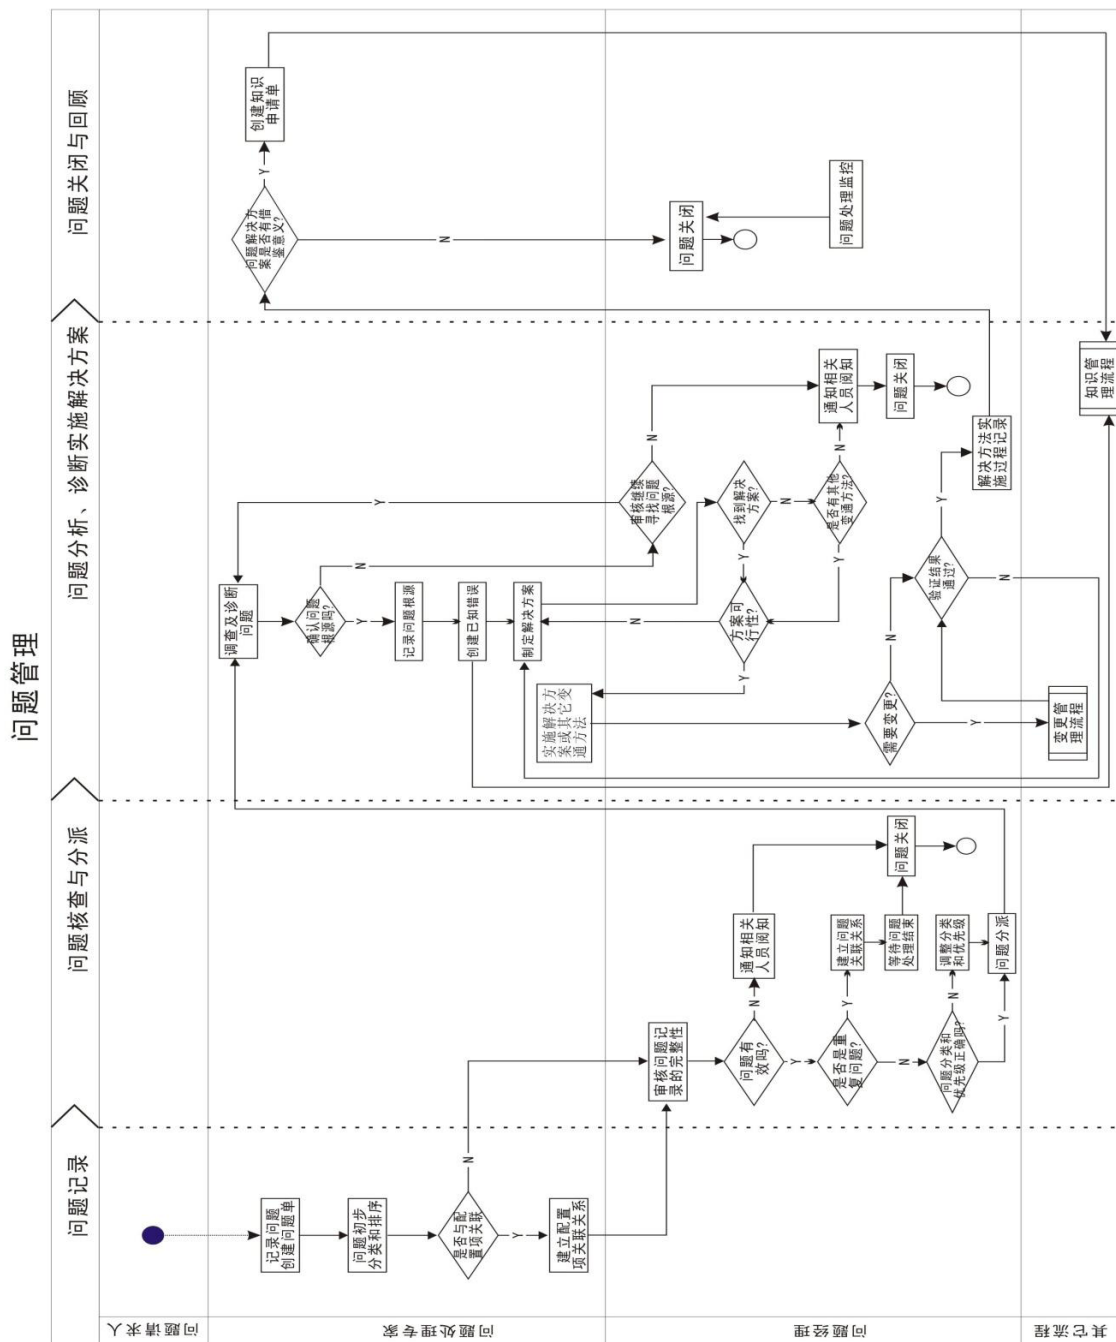 问题管理
问题记录
问题核查与分派
问题分析、诊断实施解决方案
问题关闭与回顾
问题请求人
问题处理专家
记录问题
创建问题单
问题初步
分类和排序
是否与配
置项关联
N
Y
建立配置
项关联关系
调查及诊断
问题
确认问题
根源吗?
N
Y
记录问题根源
创建已知错误
制定解决方案
实施解决方
案或其它变
通方法
审核继续
寻找问题
根源?
Y
N
问题解决方
案是否有借
鉴意义?
Y
N
创建知识
申请单
问题经理
审核问题记
录的完整性
问题有
效吗?
N
Y
通知相关
人员阅知
是否是重
复问题?
Y
N
建立问题
关联关系
等待问题
处理结束
问题关闭
问题分类和
优先级正确吗?
N
Y
调整分类
和优先级
问题分派
找到解决
方案?
Y
N
方案可
行性?
N
Y
是否有其他
变通方法?
Y
N
通知相关
人员阅知
问题关闭
需要变更?
N
Y
验证结果
通过?
Y
N
解决方法实
施过程记录
问题关闭
问题处理监控
其它流程
变更管
理流程
知识管
理流程